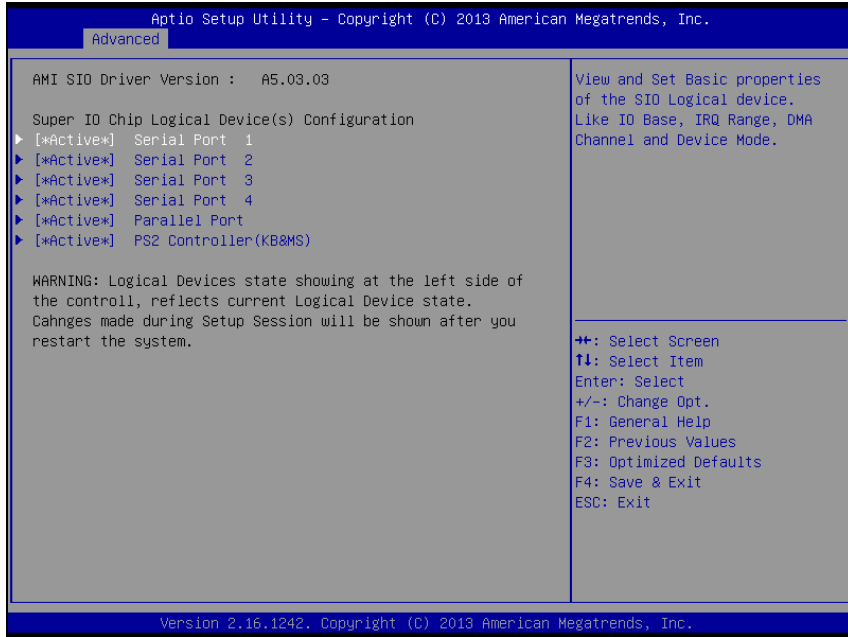 Aptio Setup Utility – Copyright (C) 2013 American Megatrends, Inc.
Advanced
AMI SIO Driver Version :   A5.03.03
Super IO Chip Logical Device(s) Configuration
[*Active*]  Serial Port  1
[*Active*]  Serial Port  2
[*Active*]  Serial Port  3
[*Active*]  Serial Port  4
[*Active*]  Parallel Port
[*Active*]  PS2 Controller(KB&MS)
WARNING: Logical Devices state showing at the left side of
the controll, reflects current Logical Device state.
Cahnges made during Setup Session will be shown after you
restart the system.
View and Set Basic properties
of the SIO Logical device.
Like IO Base, IRQ Range, DMA
Channel and Device Mode.
→←: Select Screen
↑↓: Select Item
Enter: Select
+/-: Change Opt.
F1: General Help
F2: Previous Values
F3: Optimized Defaults
F4: Save & Exit
ESC: Exit
Version 2.16.1242. Copyright (C) 2013 American Megatrends, Inc.